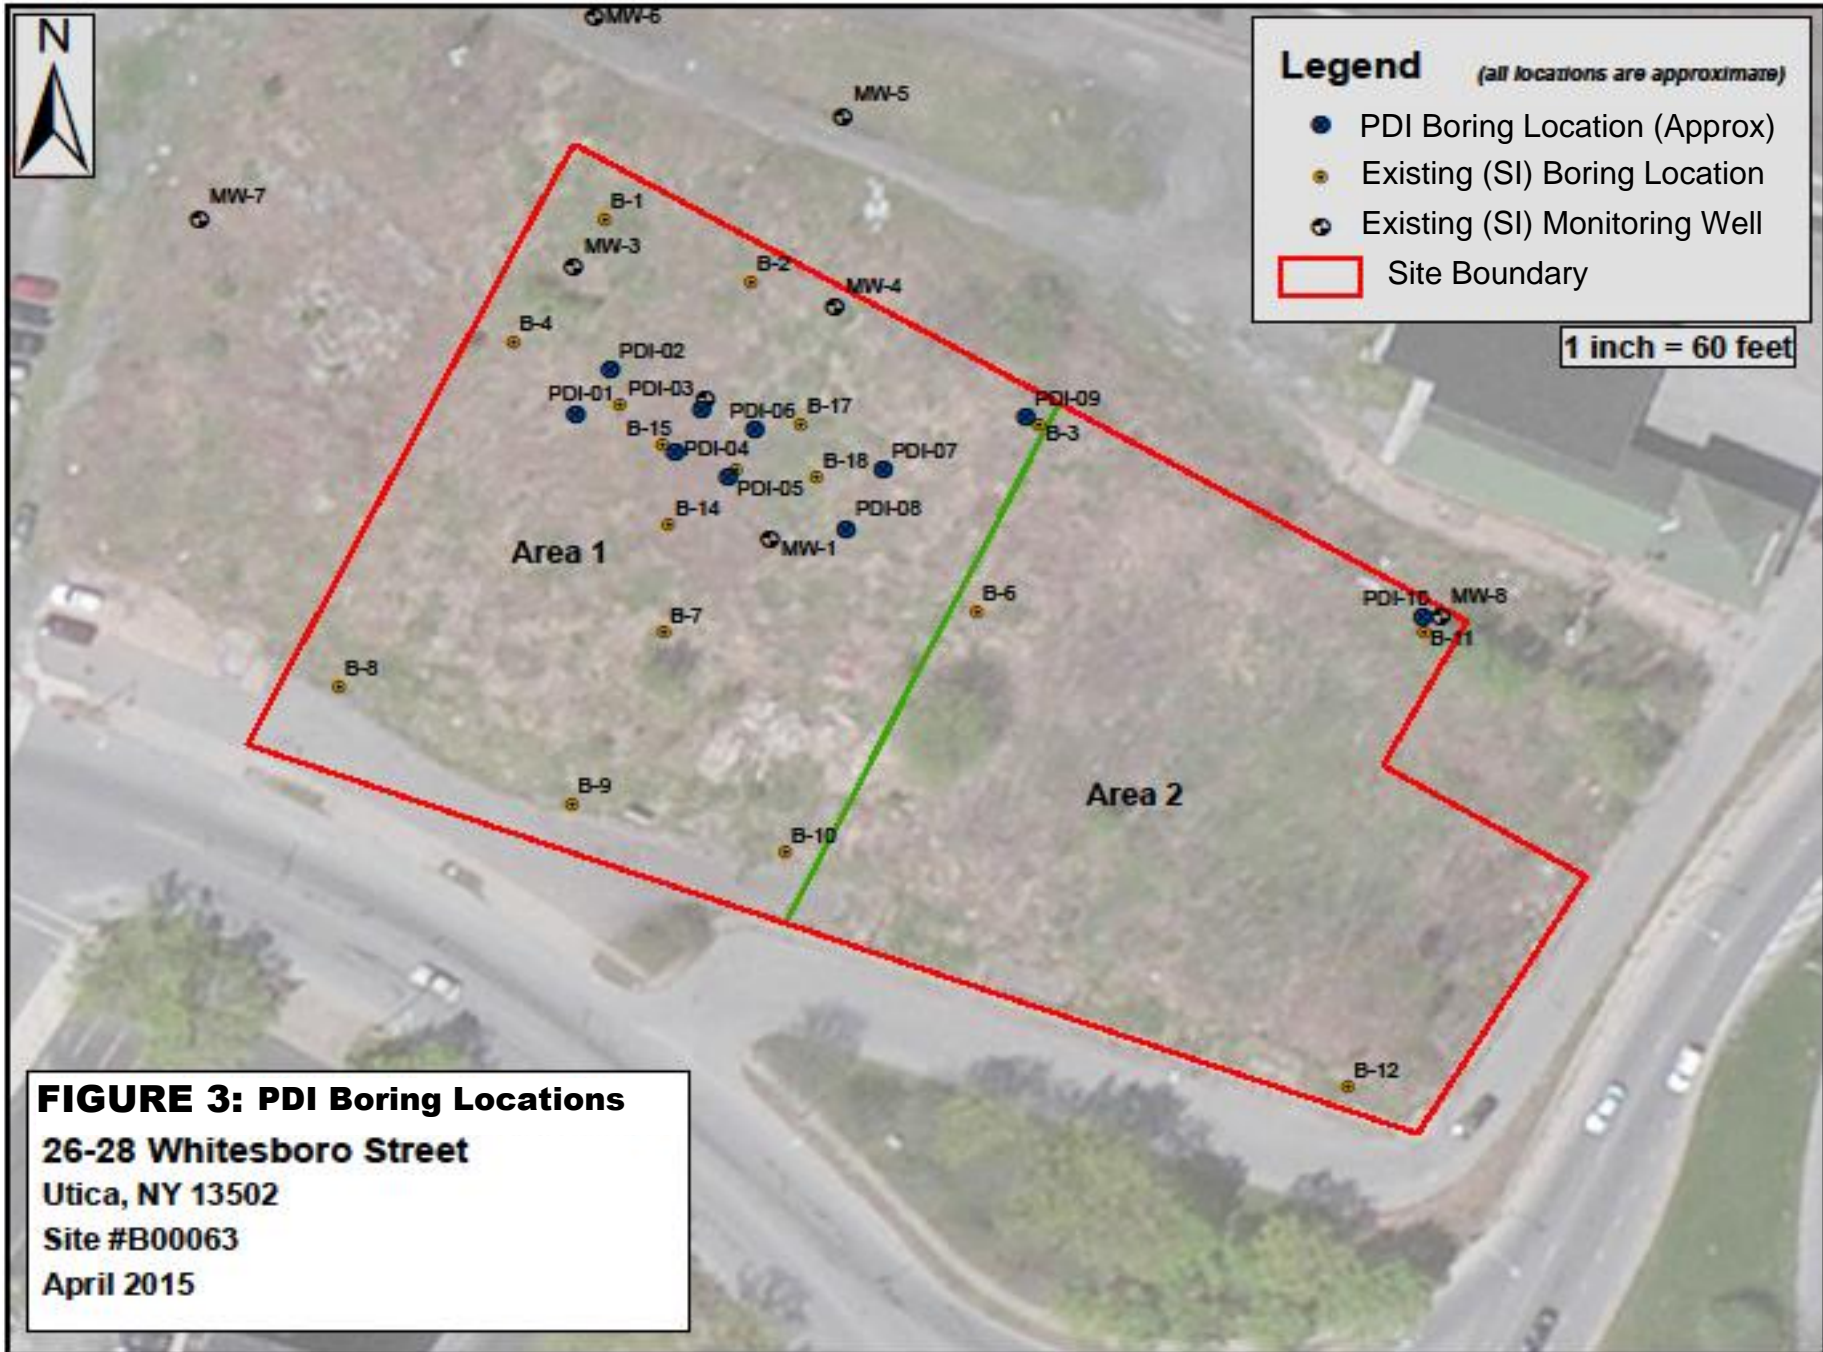 N
MW-6
Legend (all locations are approximate)
PDI Boring Location (Approx)
Existing (SI) Boring Location
Existing (SI) Monitoring Well
Site Boundary
1 inch = 60 feet
MW-5
MW-7
B-1
MW-3
B-2
MW-4
B-4
PDI-02
PDI-01
PDI-03
PDI-06
B-17
PDI-09
B-3
B-15
PDI-04
B-18
PDI-07
PDI-05
B-14
PDI-08
MW-1
Area 1
B-6
PDI-10
MW-8
B-11
B-7
B-8
B-9
Area 2
B-10
B-12
FIGURE 3: PDI Boring Locations
26-28 Whitesboro Street
Utica, NY 13502
Site #B00063
April 2015